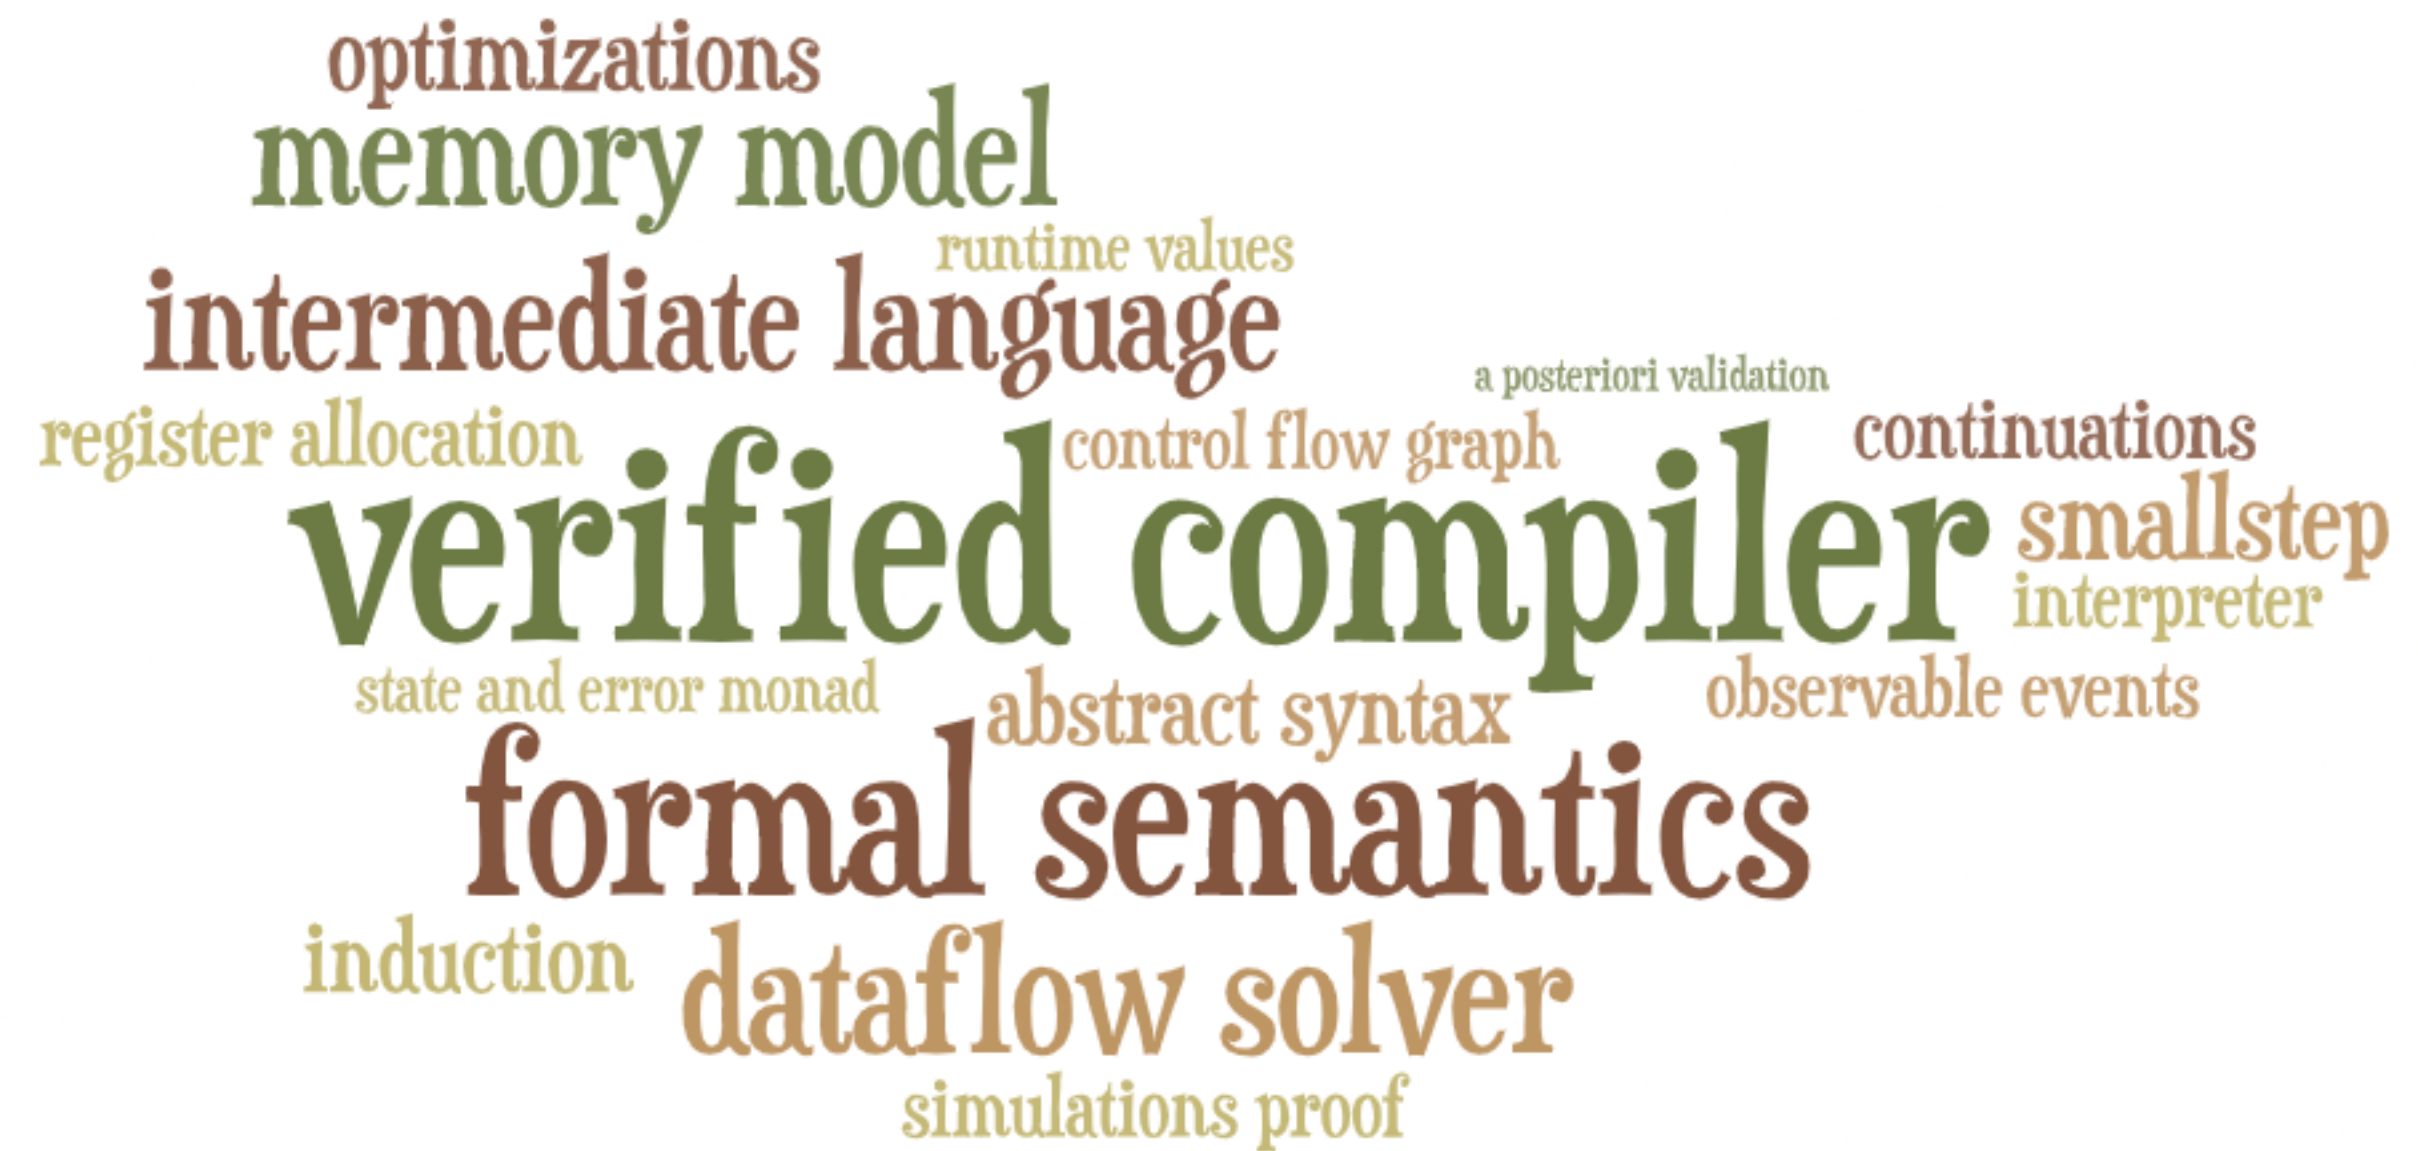 optimizations
memory model
runtime values
intermediate language
a posteriori validation
register allocation
control flow graph
continuations
verified compiler
smallstep
interpreter
state and error monad
abstract syntax
observable events
formal semantics
induction
dataflow solver
simulations proof